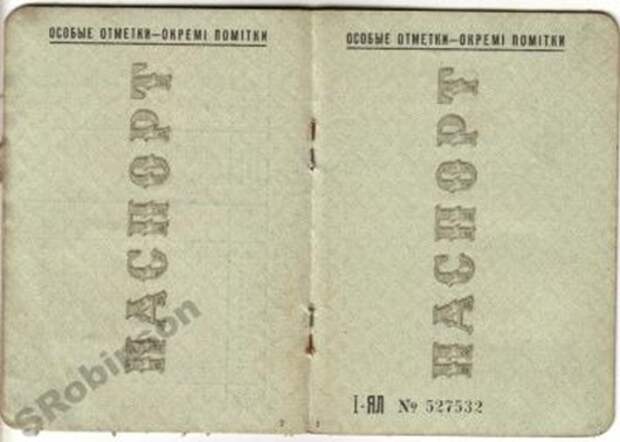 ОСОБЫЕ ОТМЕТКИ—ОКРЕМІ ПОМІТКИ
ПАСПОРТ
ОСОБЫЕ ОТМЕТКИ—ОКРЕМІ ПОМІТКИ
ПАСПОРТ
I-ЯЛ № 527532
SRobinson